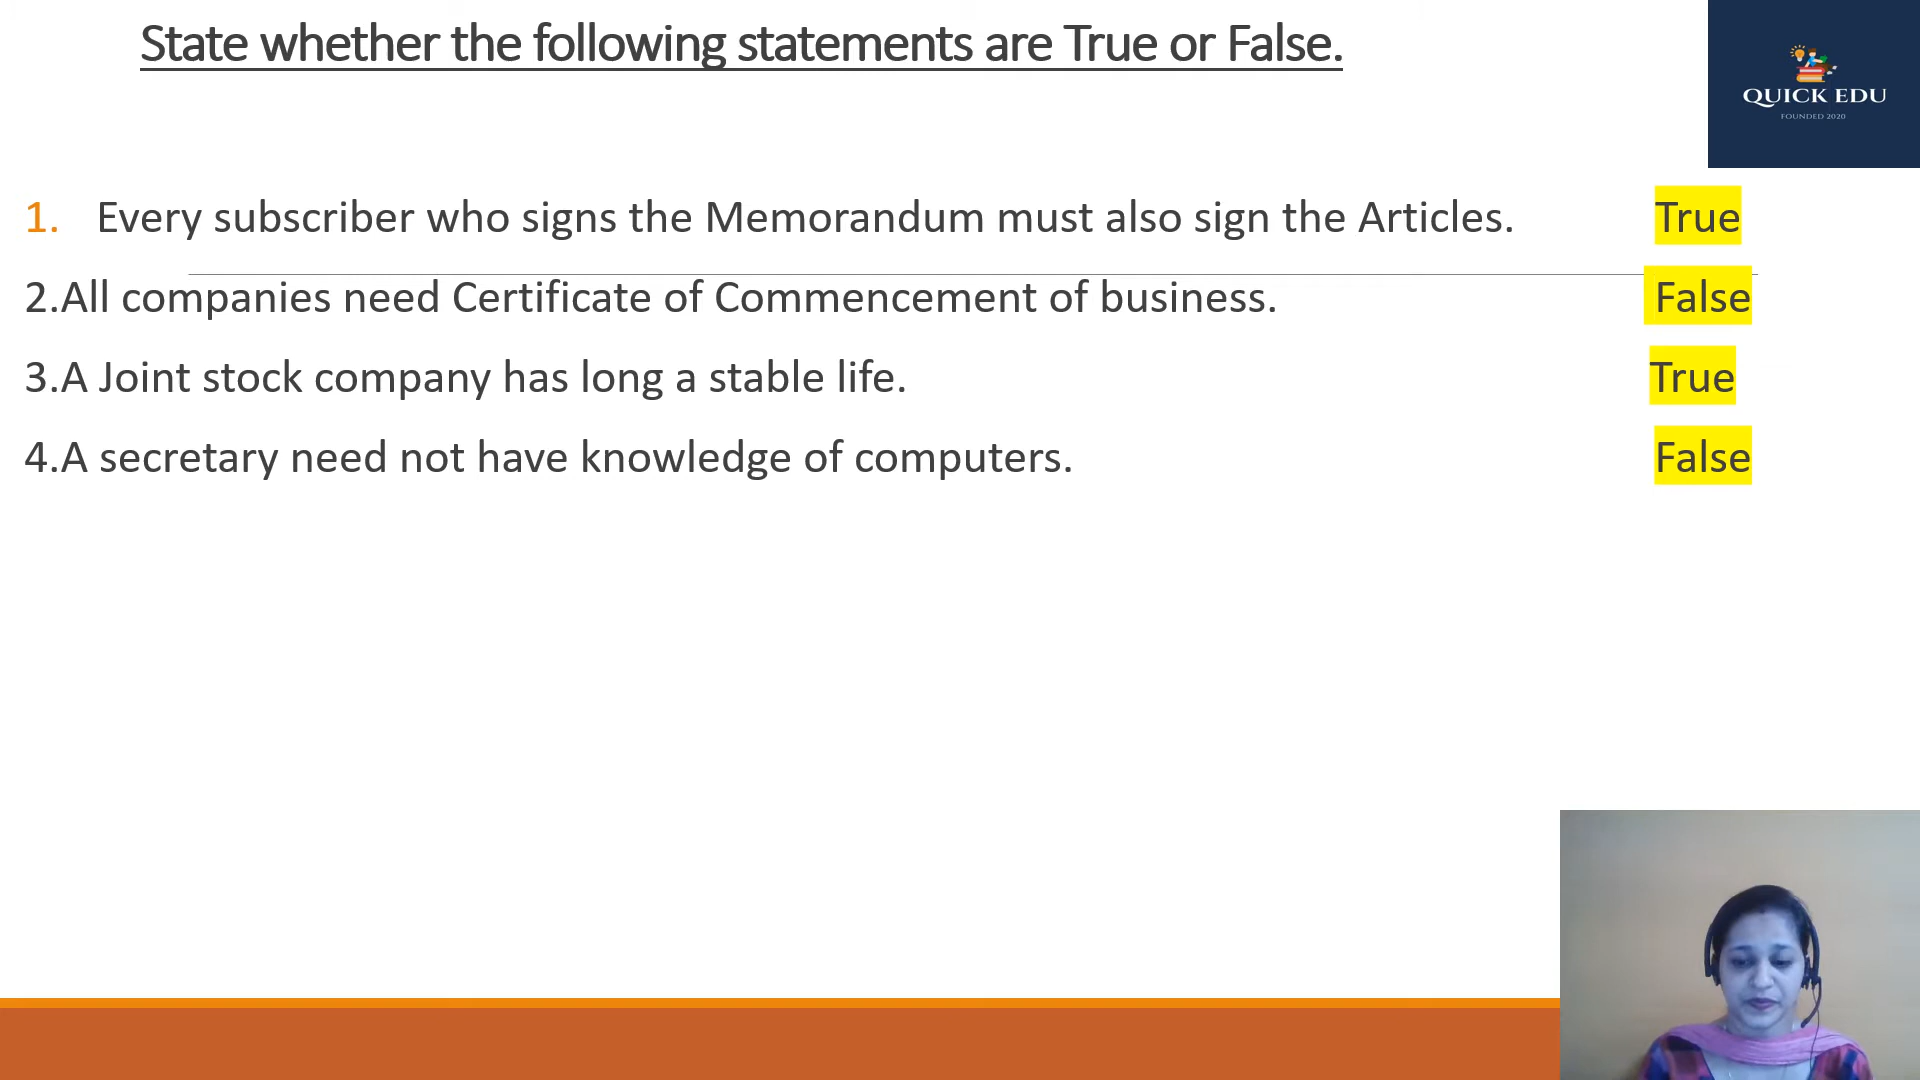 State whether the following statements are True or False.
QUICK EDU
FOUNDED 2020
1. Every subscriber who signs the Memorandum must also sign the Articles. True
2.All companies need Certificate of Commencement of business. False
3.A Joint stock company has long a stable life. True
4.A secretary need not have knowledge of computers. False